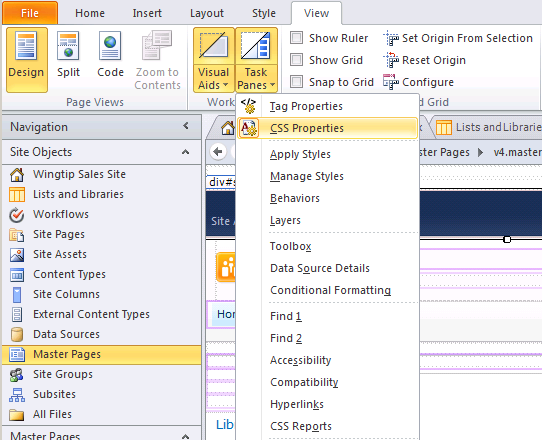 File Home Insert Layout Style View
Design Split Code Zoom to Contents
Visual Aids Task Panes
Show Ruler
Show Grid
Snap to Grid
Set Origin From Selection
Reset Origin
Configure
Page Views Work d Grid
Navigation <
Site Objects
Wingtip Sales Site
Lists and Libraries
Workflows
Site Pages
Site Assets
Content Types
Site Columns
External Content Types
Data Sources
Master Pages
Site Groups
Subsites
All Files
Master Pages
Tag Properties
CSS Properties
Apply Styles
Manage Styles
Behaviors
Layers
Toolbox
Data Source Details
Conditional Formatting
Find 1
Find 2
Accessibility
Compatibility
Hyperlinks
CSS Reports
Lists and Libraries
ster Pages v4.master
div#s
Site A
Hor
Lib